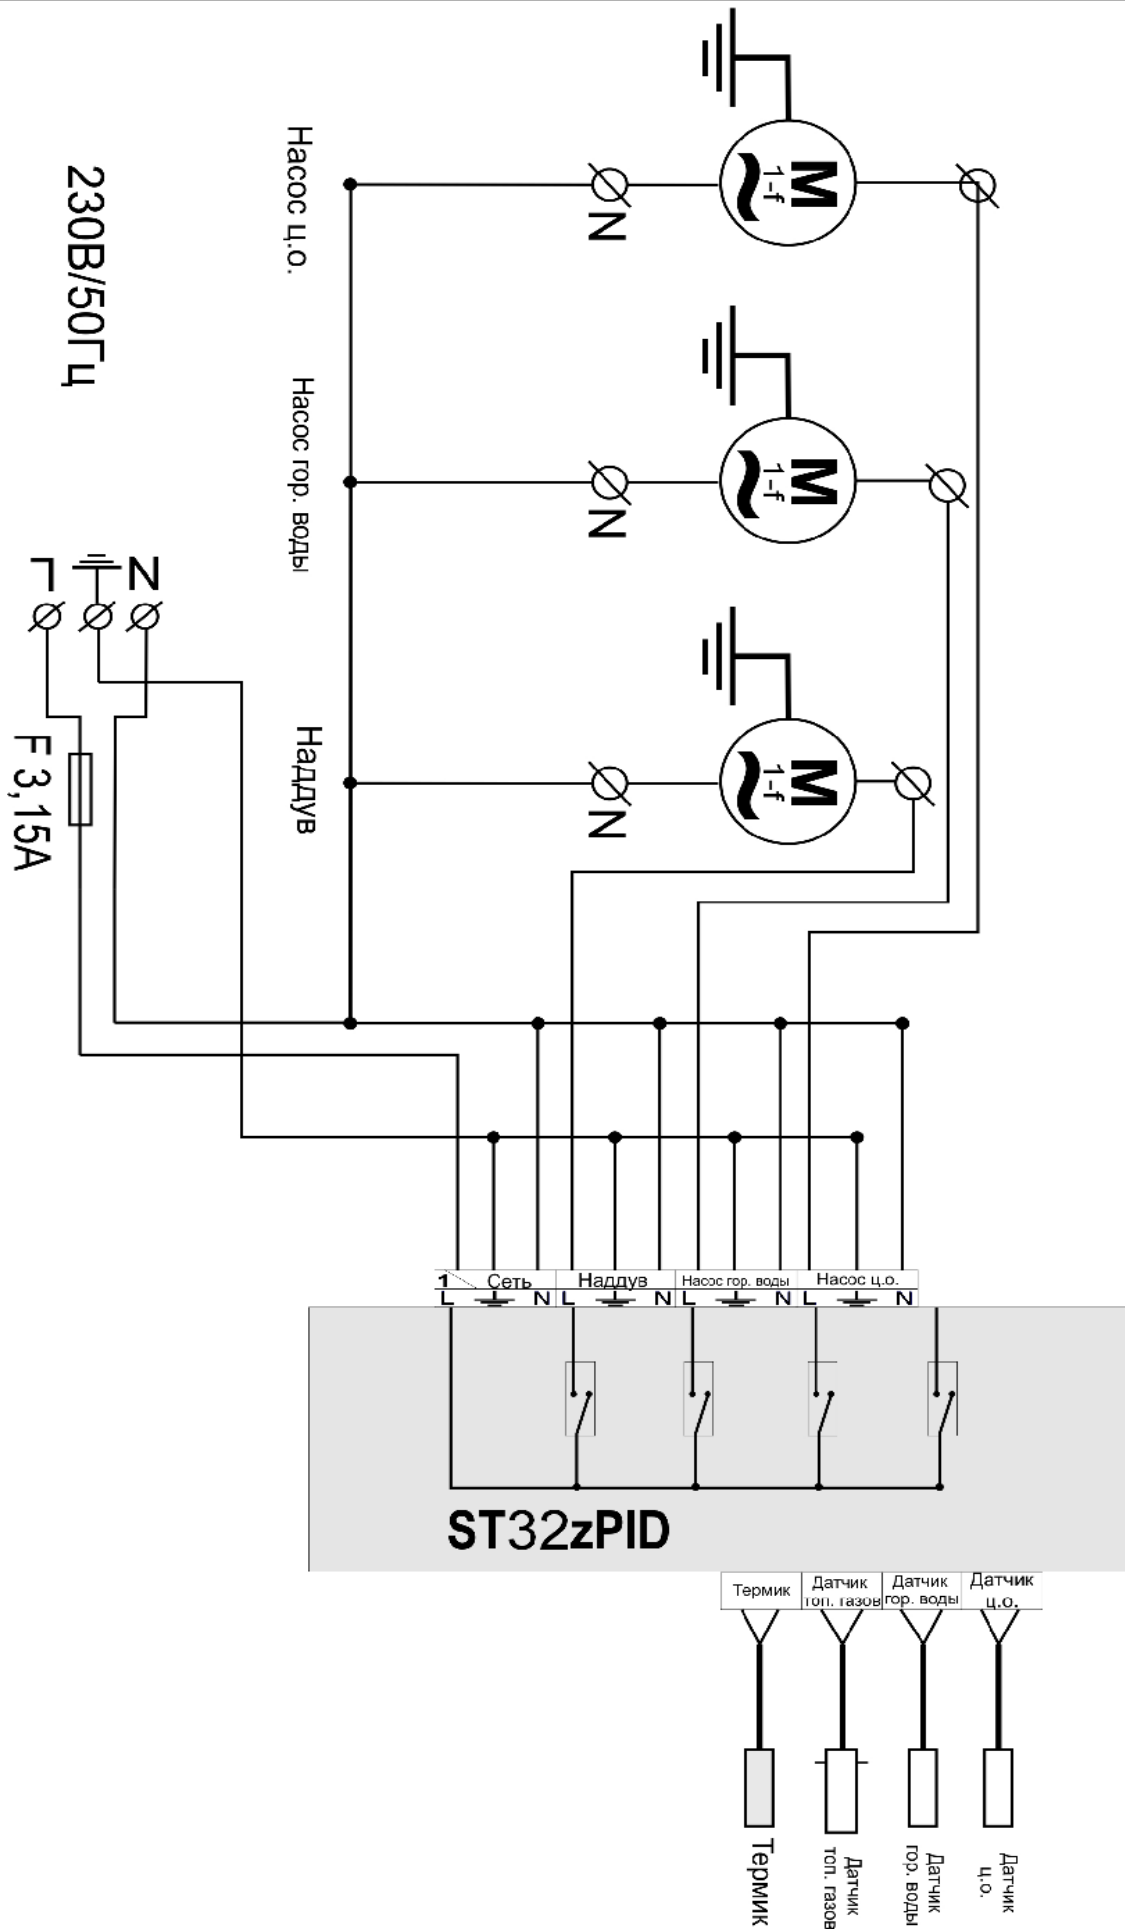 M
1-f
Насос ц.о.
N
230В/50Гц
M
1-f
Насос гор. воды
N
L
N
M
1-f
Наддув
N
F 3,15А
1
Сеть
Наддув
Насос гор. воды
Насос ц.о.
L
N
L
N
L
N
L
N
ST32zPID
Термик
Датчик
топ. газов
Датчик
гор. воды
Датчик
ц.о.
Термик
Датчик
топ. газов
Датчик
гор. воды
Датчик
ц.о.